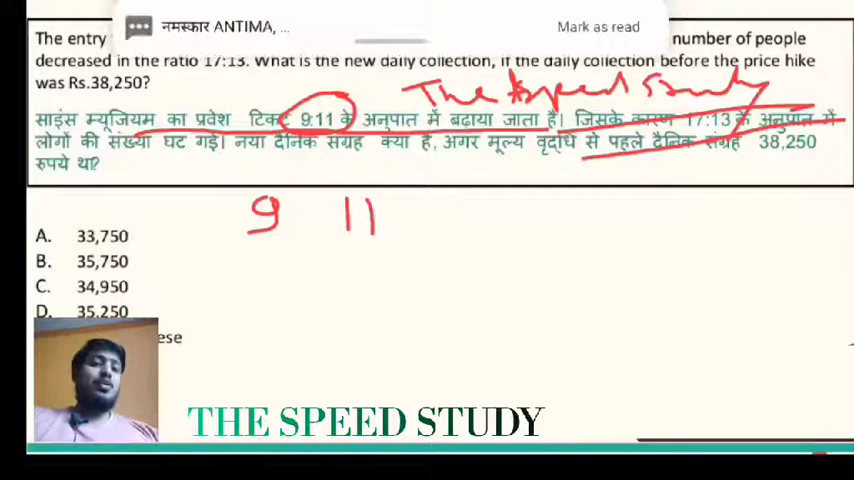 नमस्कार ANTIMA, ...
Mark as read
The entry
number of people
decreased in the ratio 17:13. What is the new daily collection, if the daily collection before the price hike
was Rs.38,250?
The Speed Study
साइंस म्यूजियम का प्रवेश टिकट 9:11 के अनुपात में बढ़ाया जाता है। जिसके कारण 17:13 के अनुपात में
लोगों की संख्या घट गई। नया दैनिक संग्रह क्या है, अगर मूल्य वृद्धि से पहले दैनिक संग्रह 38,250
रुपये था?
9 11
A. 33,750
B. 35,750
C. 34,950
D. 35,250
ese
THE SPEED STUDY